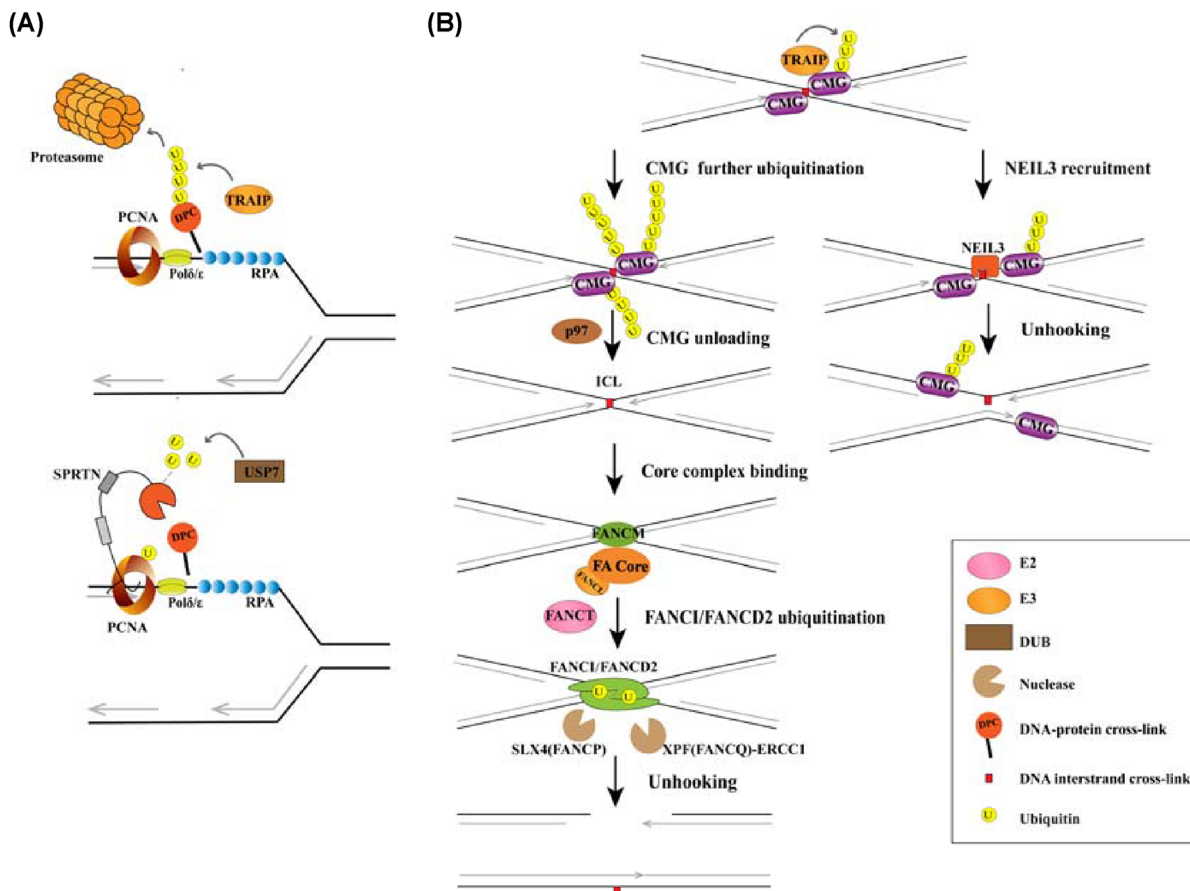 (A)
Proteasome
U
U
U
U
TRAIP
PCNA
DPC
Polδ/ε
RPA
U
U U
SPRTN
USP7
DPC
U
Polδ/ε
RPA
PCNA
(B)
U
U
U
TRAIP
CMG
CMG
CMG further ubiquitination
NEIL3 recruitment
U U U U U U
U U U U U
CMG
CMG
U U U U
NEIL3
U U U
CMG
CMG
p97
CMG unloading
Unhooking
ICL
U U U
CMG
CMG
Core complex binding
FANCM
FA Core
FANCL
FANCT
FANCI/FANCD2 ubiquitination
FANCI/FANCD2
U U
SLX4(FANCP)
XPF(FANCQ)-ERCC1
Unhooking
E2
E3
DUB
Nuclease
DPC
DNA-protein cross-link
DNA interstrand cross-link
U
Ubiquitin